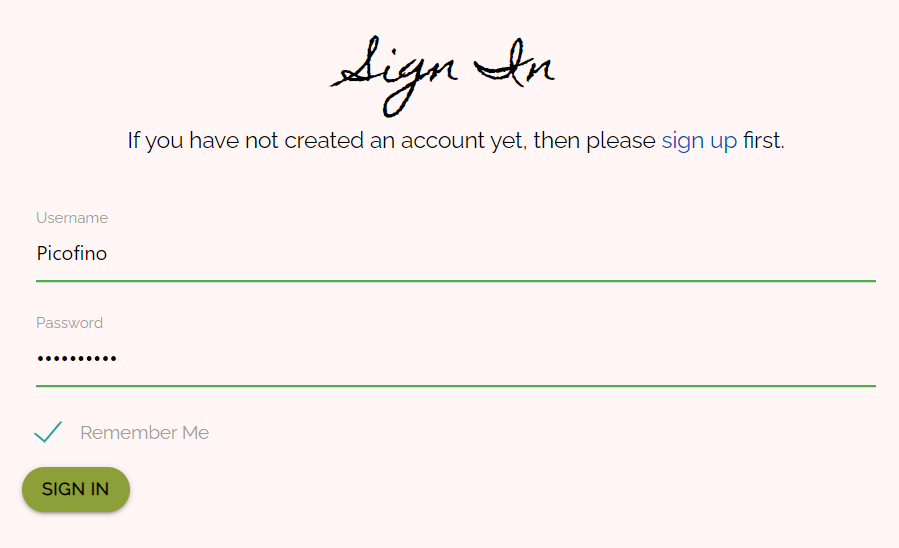 Sign In
If you have not created an account yet, then please sign up first.
Username
Picofino
Password
••••••••••
Remember Me
SIGN IN